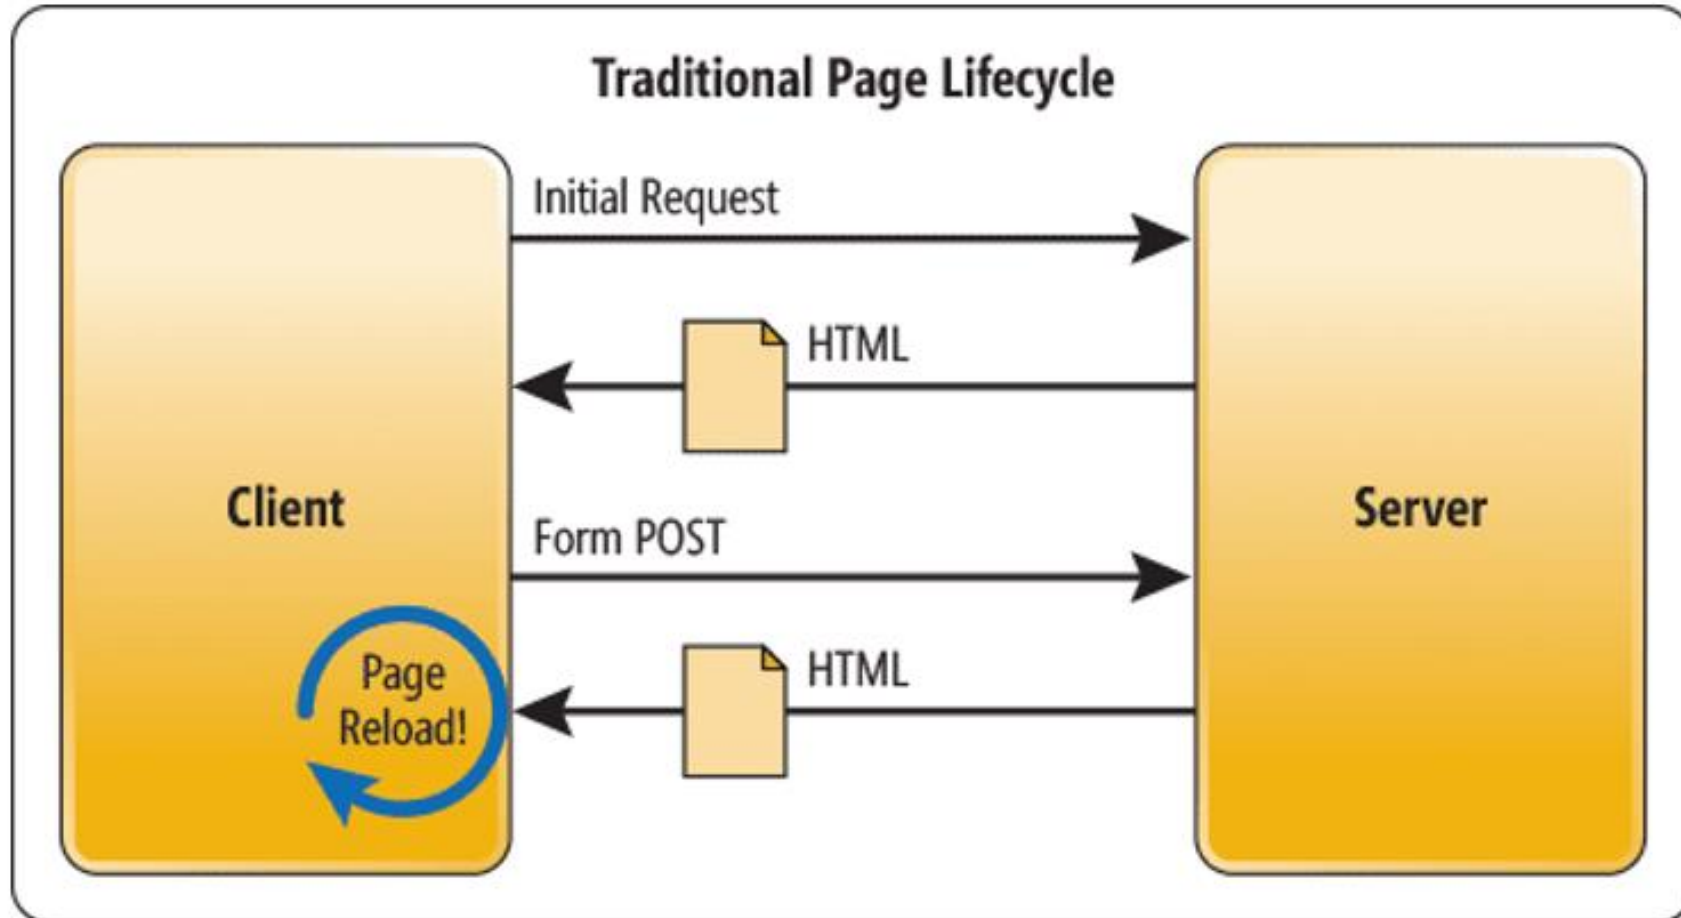 Traditional Page Lifecycle
Initial Request
HTML
Client
Server
Form POST
HTML
Page
Reload!